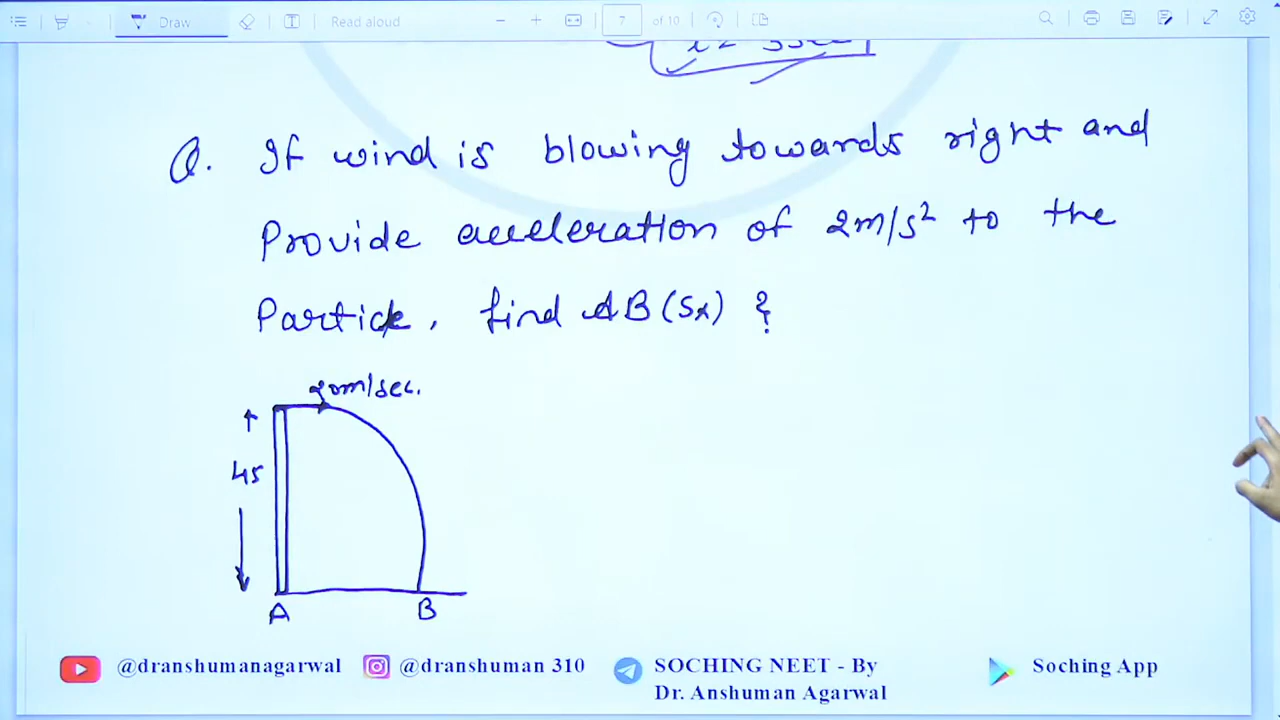 Draw
Read aloud
7 of 10
Q. If wind is blowing towards right and
Provide acceleration of 2m/s² to the
Particle, find AB (Sx) ?
20m/sec.
45
A B
@dranshumanagarwal
@dranshuman 310
SOCHING NEET - By
Dr. Anshuman Agarwal
Soching App